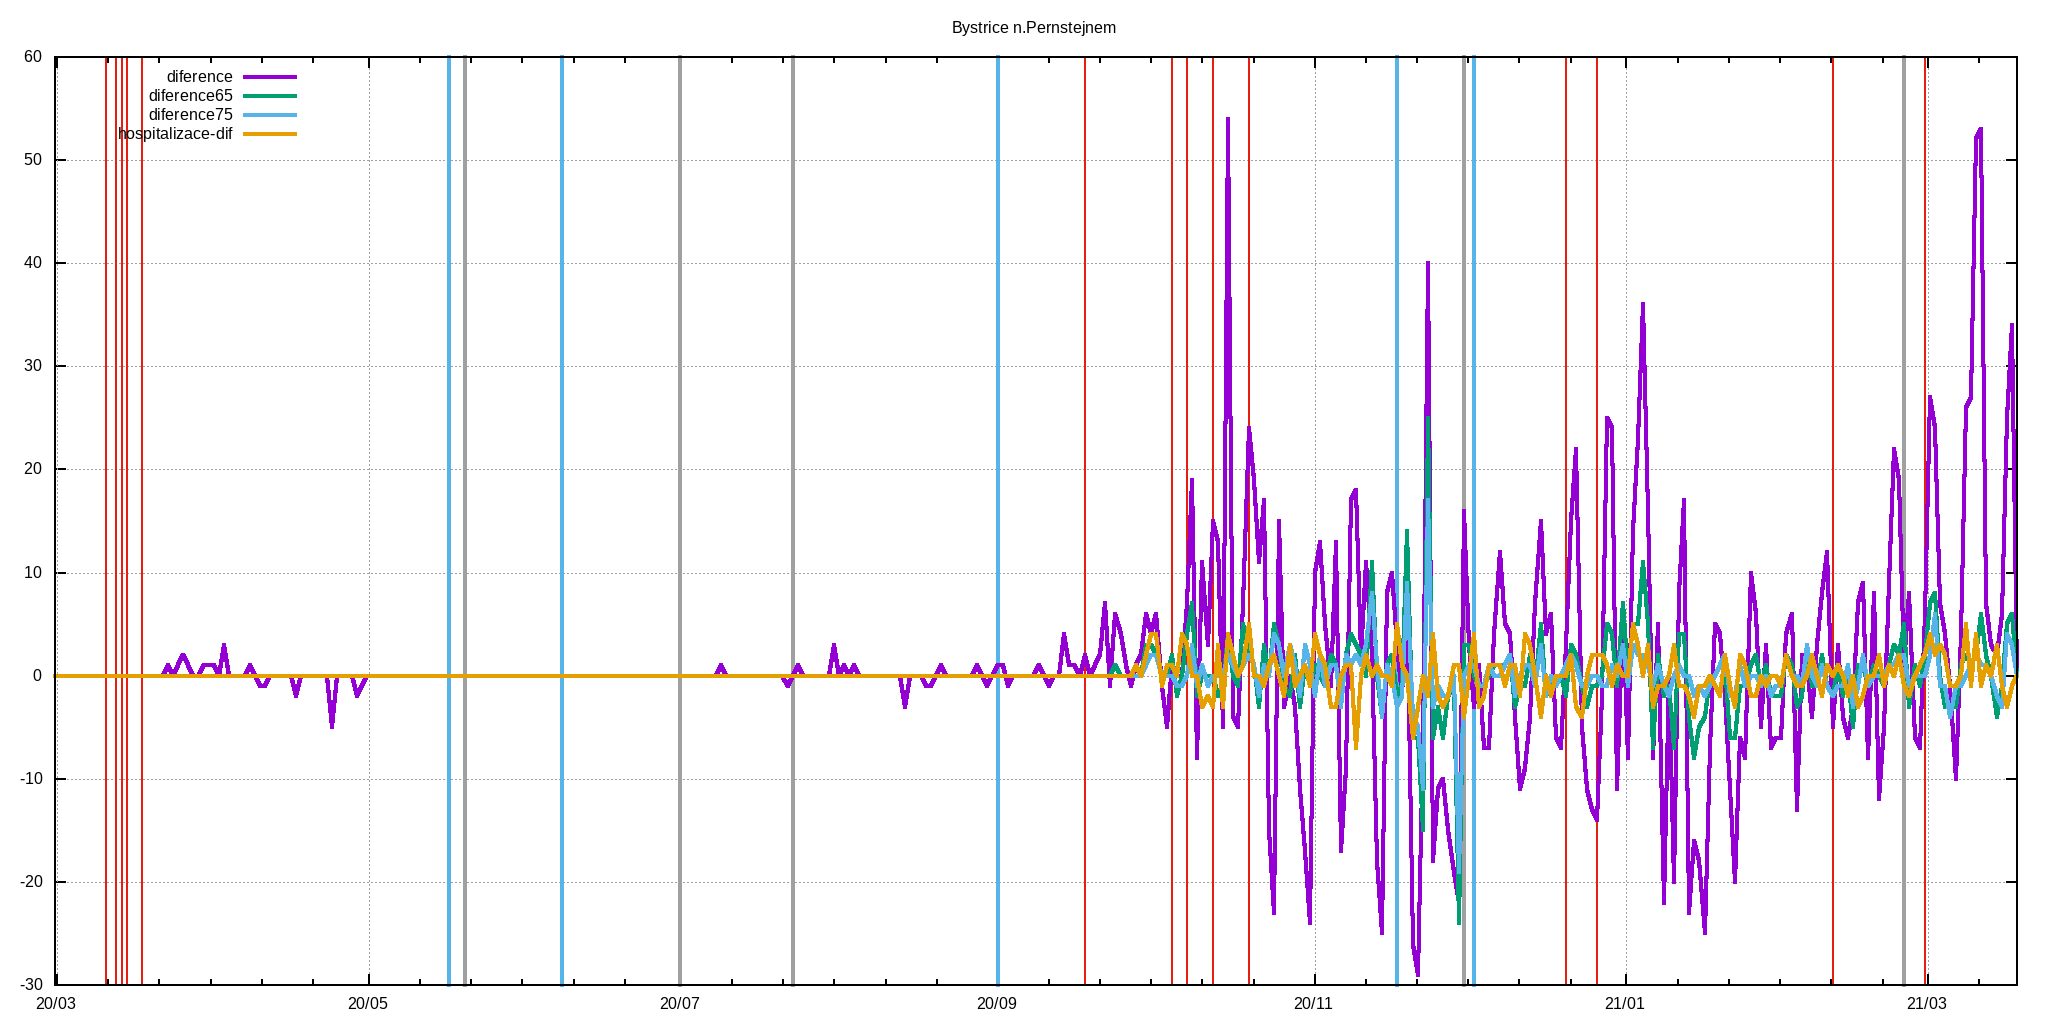 Bystrice n.Pernstejnem
60
50
40
30
20
10
0
-10
-20
-30
diference
diference65
diference75
hospitalizace-dif
20/03 20/05 20/07 20/09 20/11 21/01 21/03